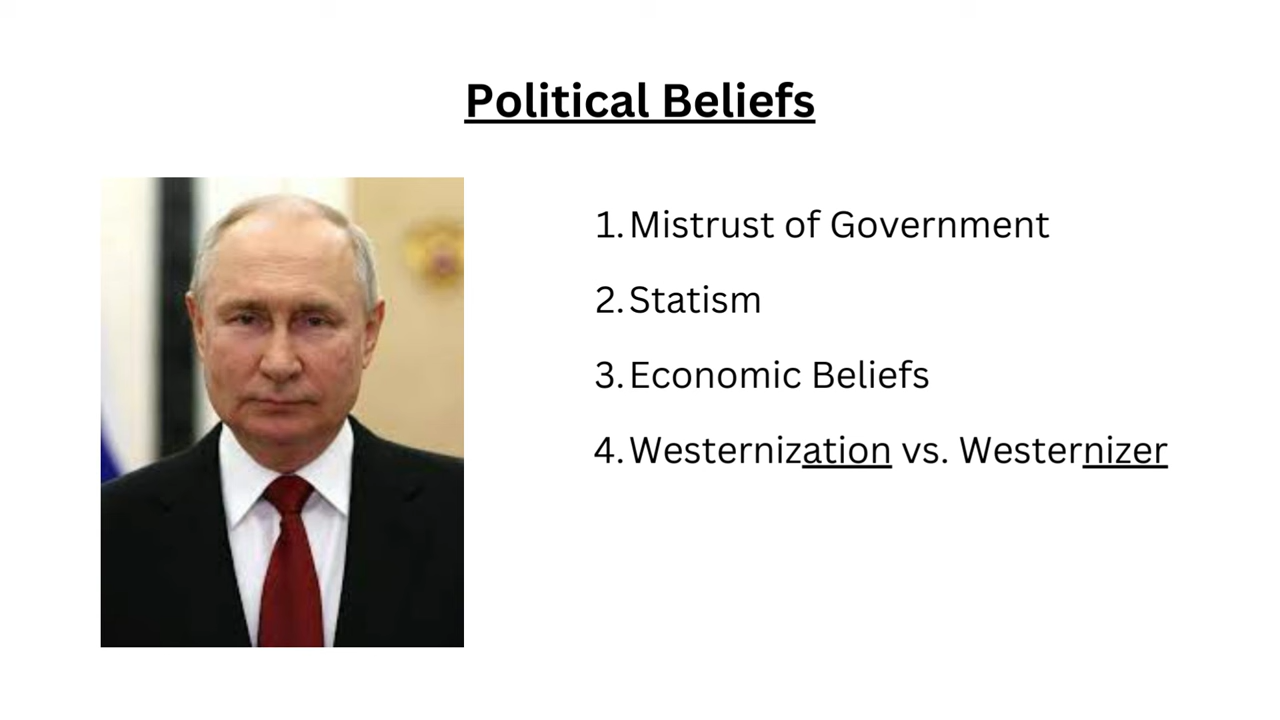 Political Beliefs
1. Mistrust of Government
2. Statism
3. Economic Beliefs
4. Westernization vs. Westernizer